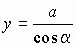 y = a / cos α